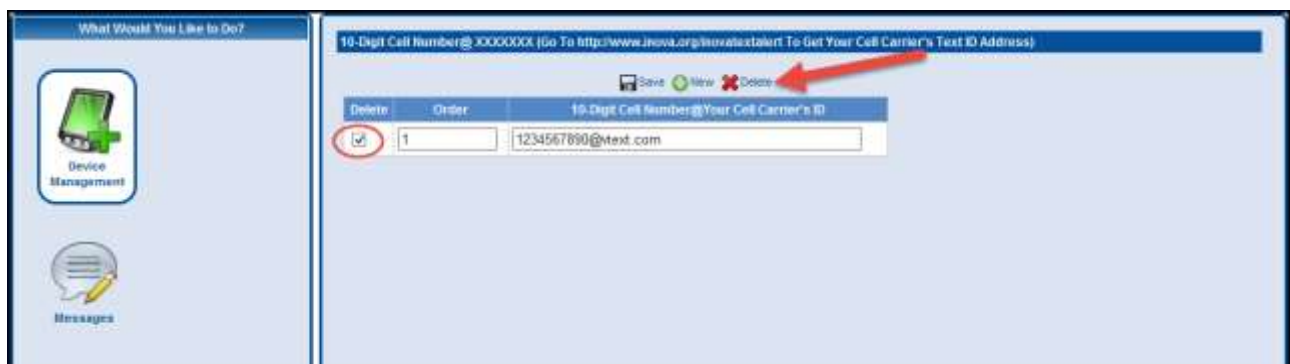 What Would You Like to Do?
10-Digit Cell Number@ XXXXXXX (Go To http://www.inova.org/inovatextalert To Get Your Cell Carrier's Text ID Address)
Save New Delete
Delete Order 10-Digit Cell Number@Your Cell Carrier's ID
1 1234567890@vtext.com
Device
Management
Messages